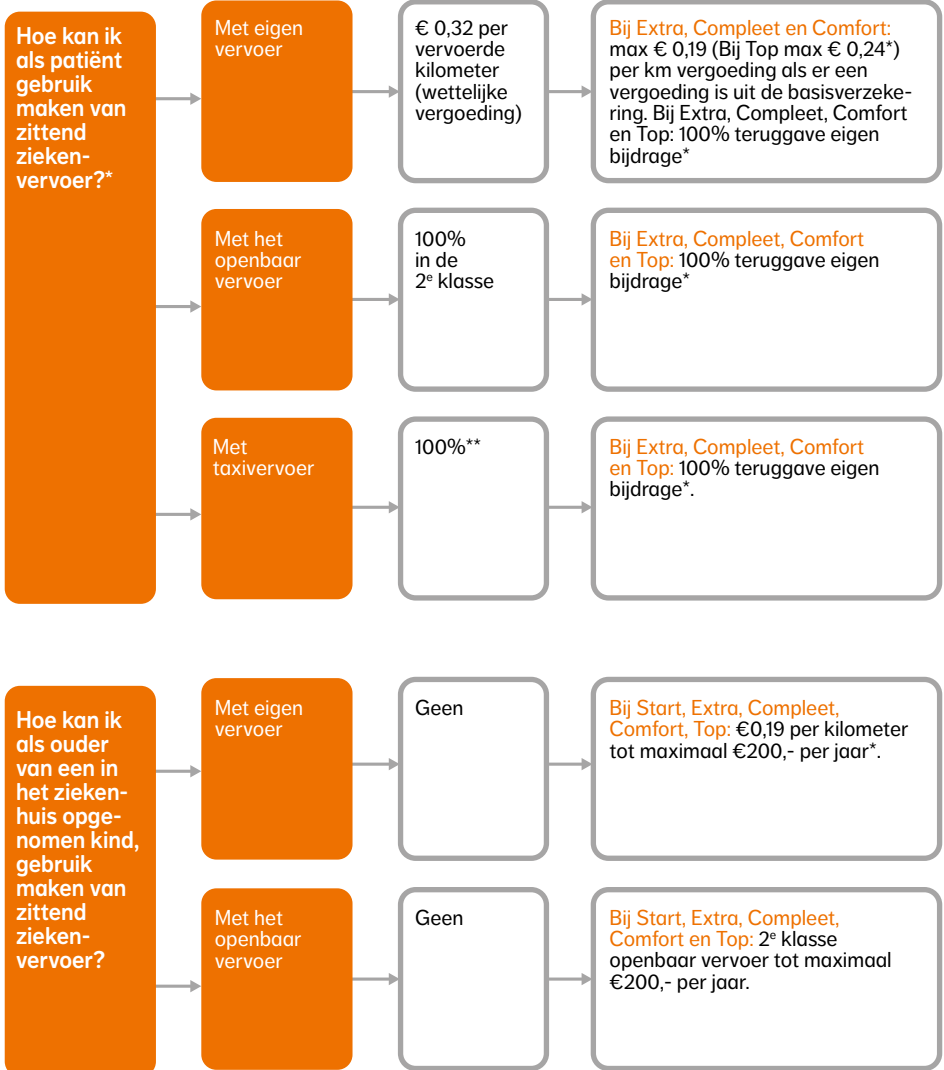 Hoe kan ik
als patiënt
gebruik
maken van
zittend
zieken-
vervoer?*
Met eigen
vervoer
€ 0,32 per
vervoerde
kilometer
(wettelijke
vergoeding)
Bij Extra, Compleet en Comfort:
max € 0,19 (Bij Top max € 0,24*)
per km vergoeding als er een
vergoeding is uit de basisverzeke-
ring. Bij Extra, Compleet, Comfort
en Top: 100% teruggave eigen
bijdrage*
Met het
openbaar
vervoer
100%
in de
2e klasse
Bij Extra, Compleet, Comfort
en Top: 100% teruggave eigen
bijdrage*
Met
taxivervoer
100%**
Bij Extra, Compleet, Comfort
en Top: 100% teruggave eigen
bijdrage*.
Hoe kan ik
als ouder
van een in
het zieken-
huis opge-
nomen kind,
gebruik
maken van
zittend
zieken-
vervoer?
Met eigen
vervoer
Geen
Bij Start, Extra, Compleet,
Comfort, Top: €0,19 per kilometer
tot maximaal €200,- per jaar*.
Met het
openbaar
vervoer
Geen
Bij Start, Extra, Compleet,
Comfort en Top: 2e klasse
openbaar vervoer tot maximaal
€200,- per jaar.